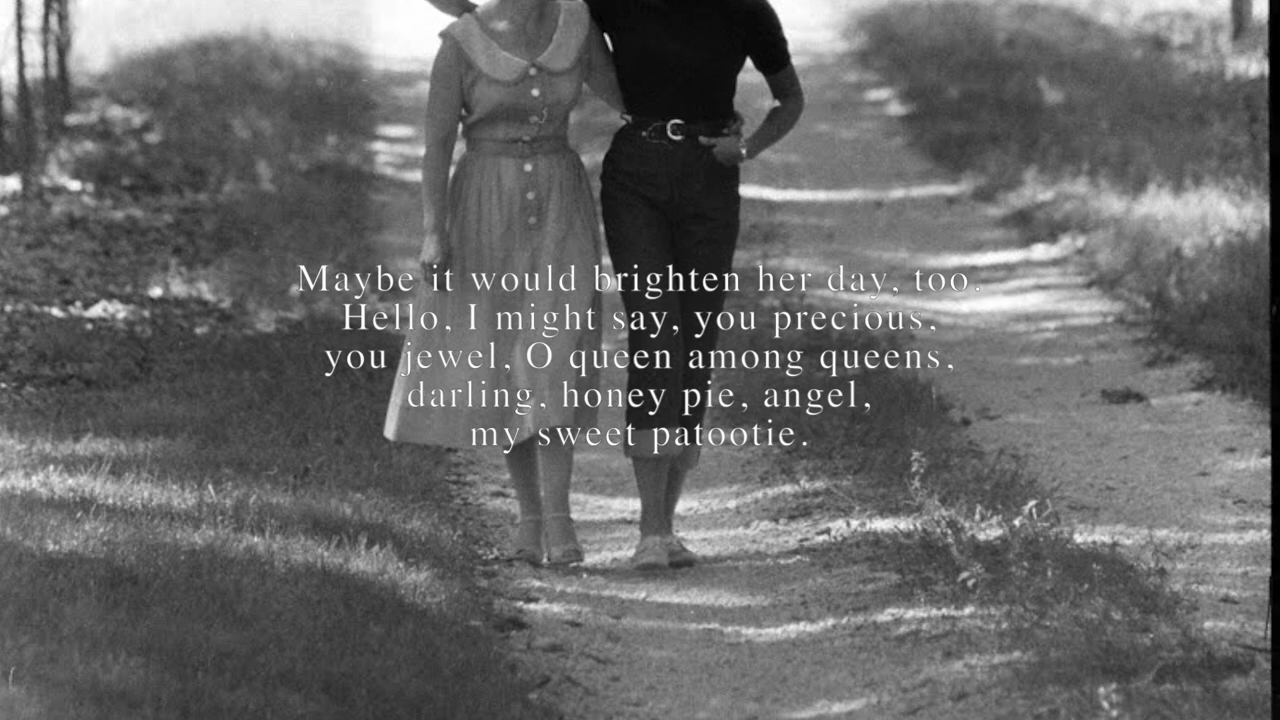 Maybe it would brighten her day, too.
Hello, I might say, you precious,
you jewel, O queen among queens,
darling, honey pie, angel,
my sweet patootie.